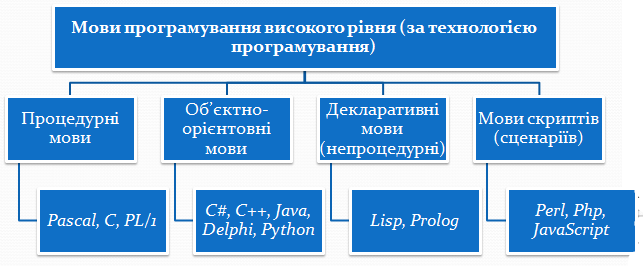 Мови програмування високого рівня (за технологією
програмування)
Процедурні
мови
Об’єктно-
орієнтовні
мови
Декларативні
мови
(непроцедурні)
Мови скриптів
(сценаріїв)
Pascal, C, PL/1
C#, C++, Java,
Delphi, Python
Lisp, Prolog
Perl, Php,
JavaScript